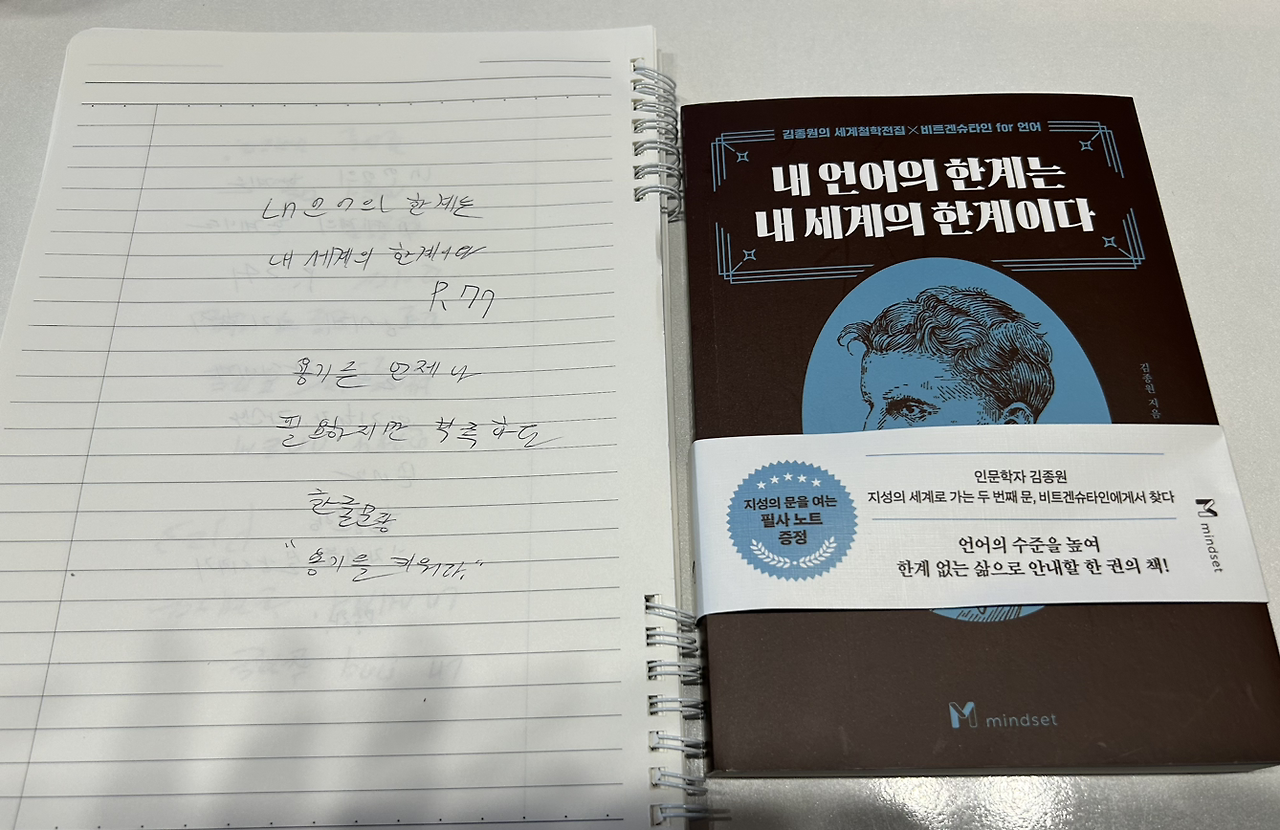 내 언어의 한계는
내 세계의 한계이다
P. 77
용기는 언제나
필요하지만
한글모랑
"용기를 키워다."
김종원의 세계철학전집×비트겐슈타인 for 언어
내 언어의 한계는
내 세계의 한계이다
김종원 지음
지성의 문을 여는
필사 노트
증정
인문학자 김종원
지성의 세계로 가는 두 번째 문, 비트겐슈타인에게서 찾다
언어의 수준을 높여
한계 없는 삶으로 안내할 한 권의 책!
mindset
mindset